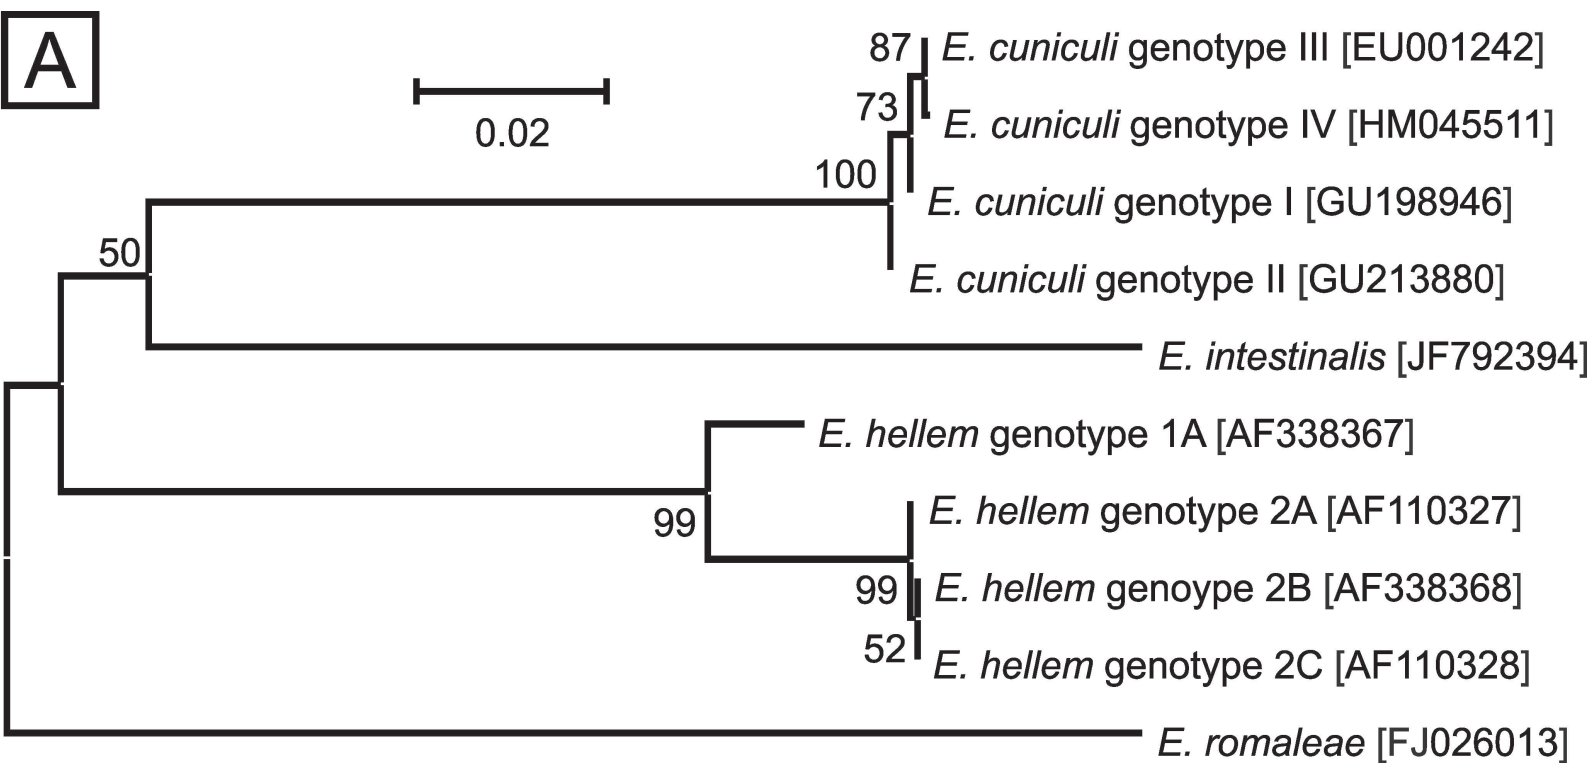 A
87 E. cuniculi genotype III [EU001242]
0.02
73
E. cuniculi genotype IV [HM045511]
100
E. cuniculi genotype I [GU198946]
50
E. cuniculi genotype II [GU213880]
E. intestinalis [JF792394]
E. hellem genotype 1A [AF338367]
99
E. hellem genotype 2A [AF110327]
99 E. hellem genoype 2B [AF338368]
52 E. hellem genotype 2C [AF110328]
E. romaleae [FJ026013]